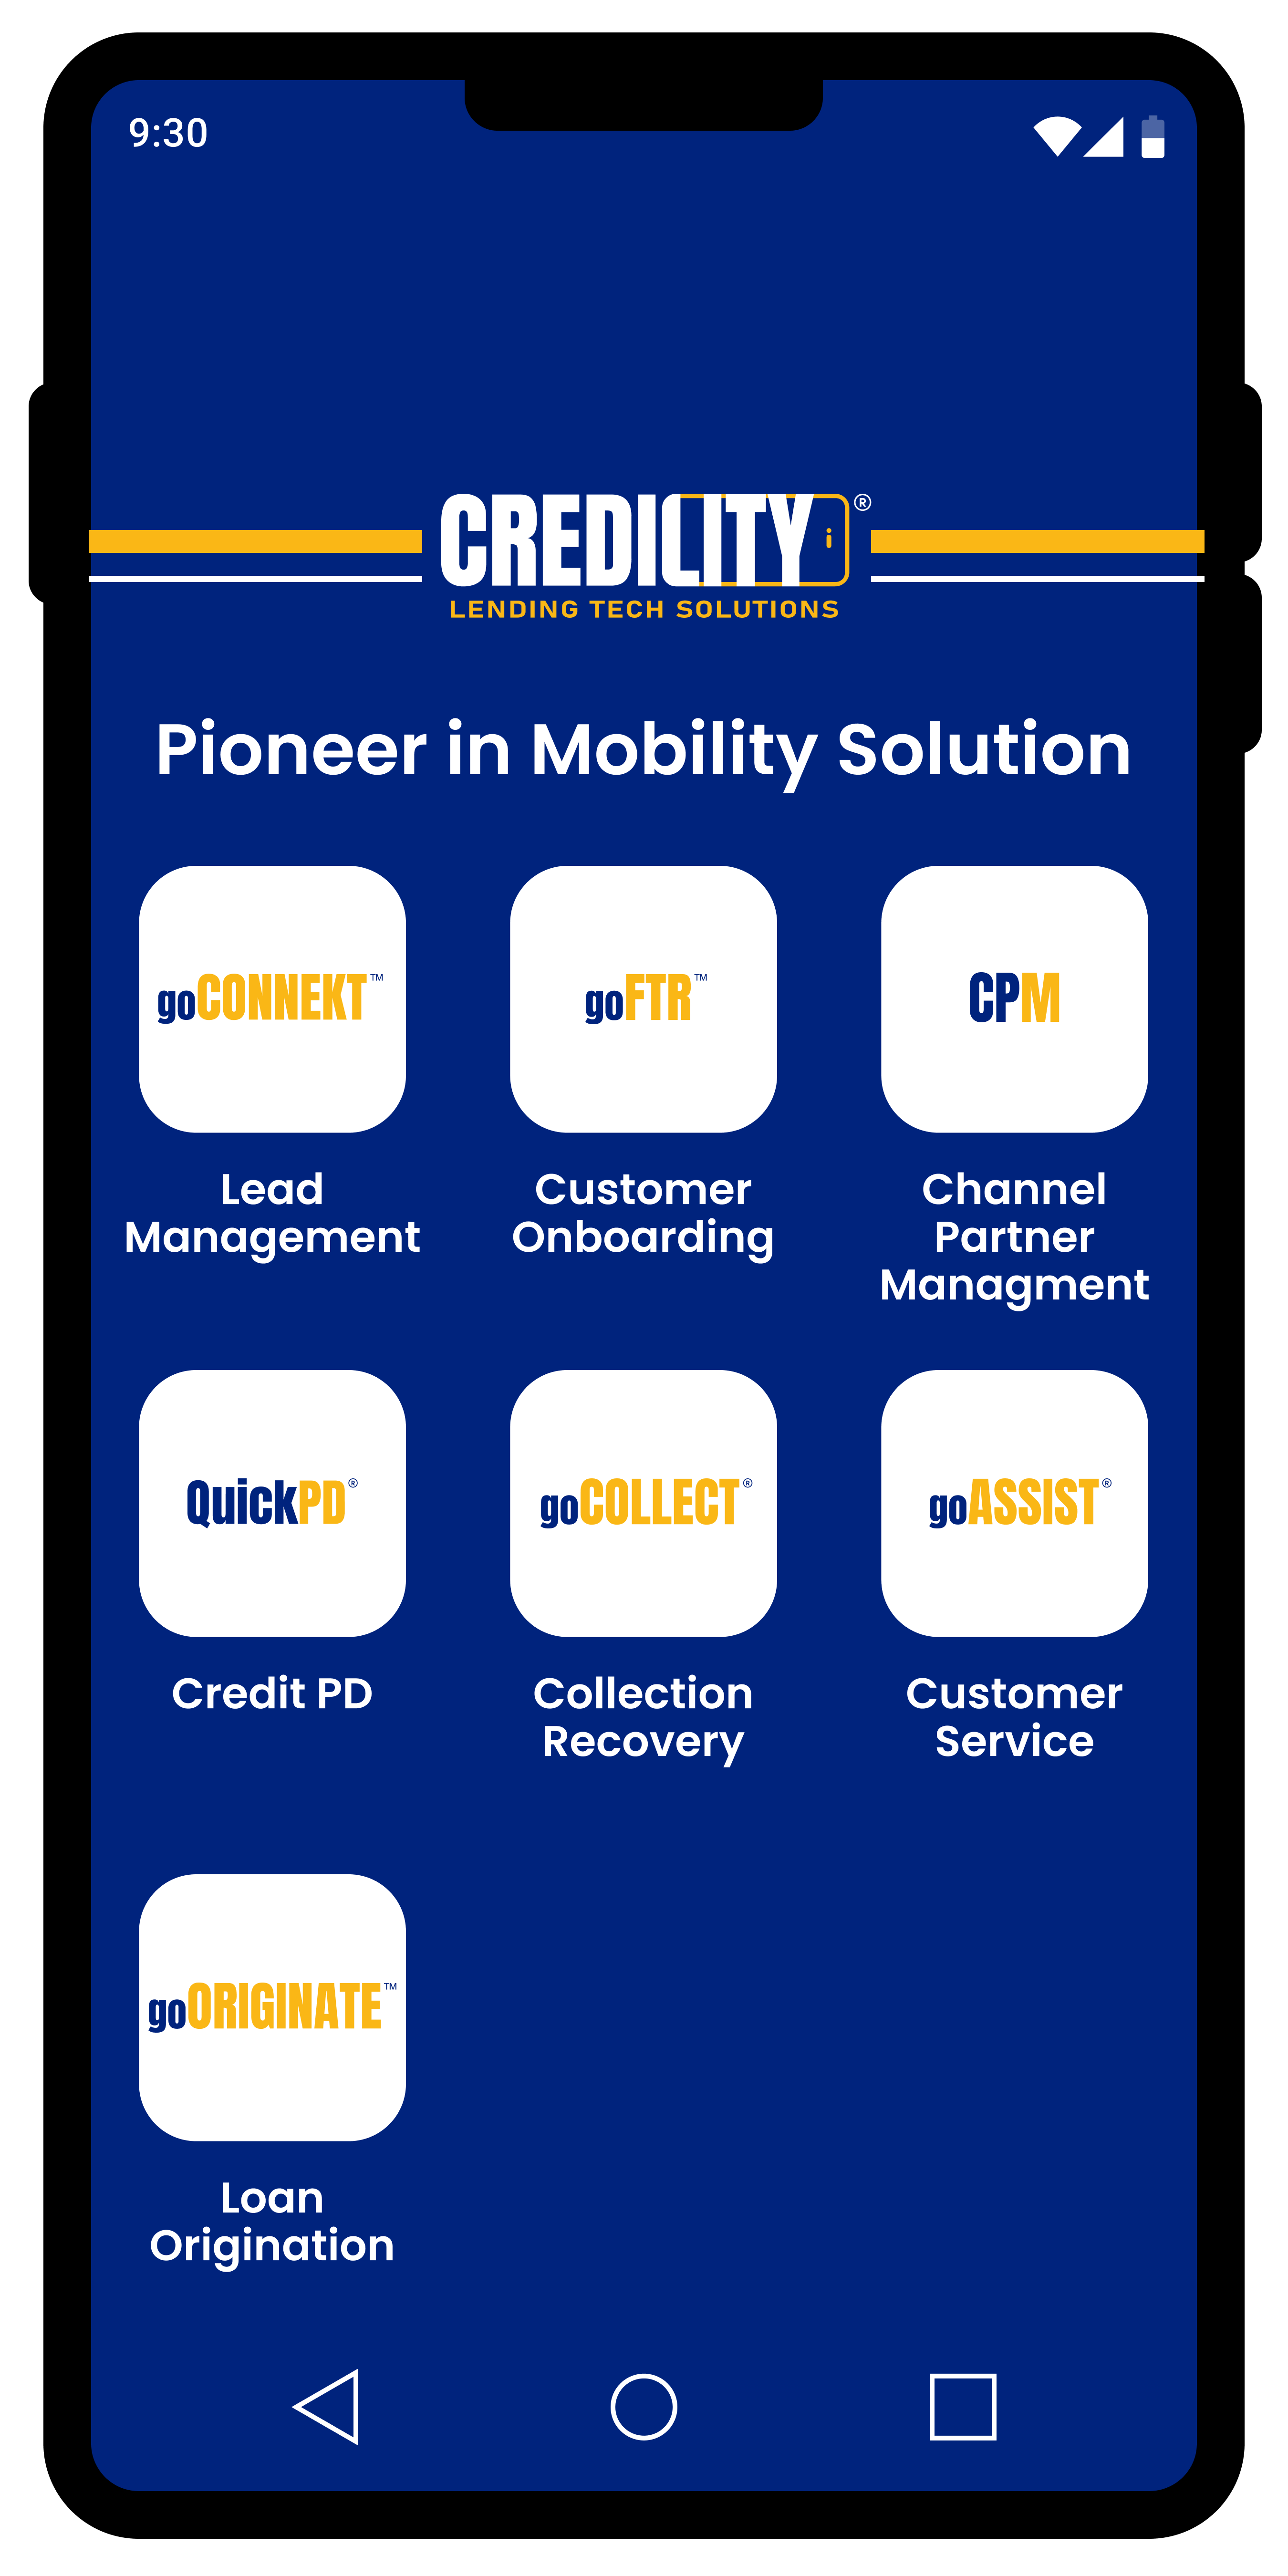 9:30
CREDILITY®
LENDING TECH SOLUTIONS
Pioneer in Mobility Solution
goCONNEKT™
goFTR™
CPM
Lead
Management
Customer
Onboarding
Channel
Partner
Managment
QuickPD®
goCOLLECT®
goASSIST®
Credit PD
Collection
Recovery
Customer
Service
goORIGINATE™
Loan
Origination